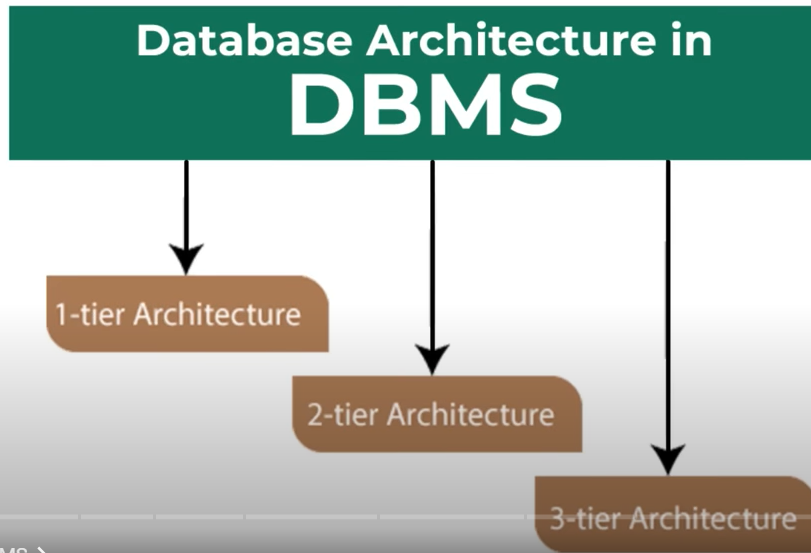 Database Architecture in
DBMS
1-tier Architecture
2-tier Architecture
3-tier Architecture